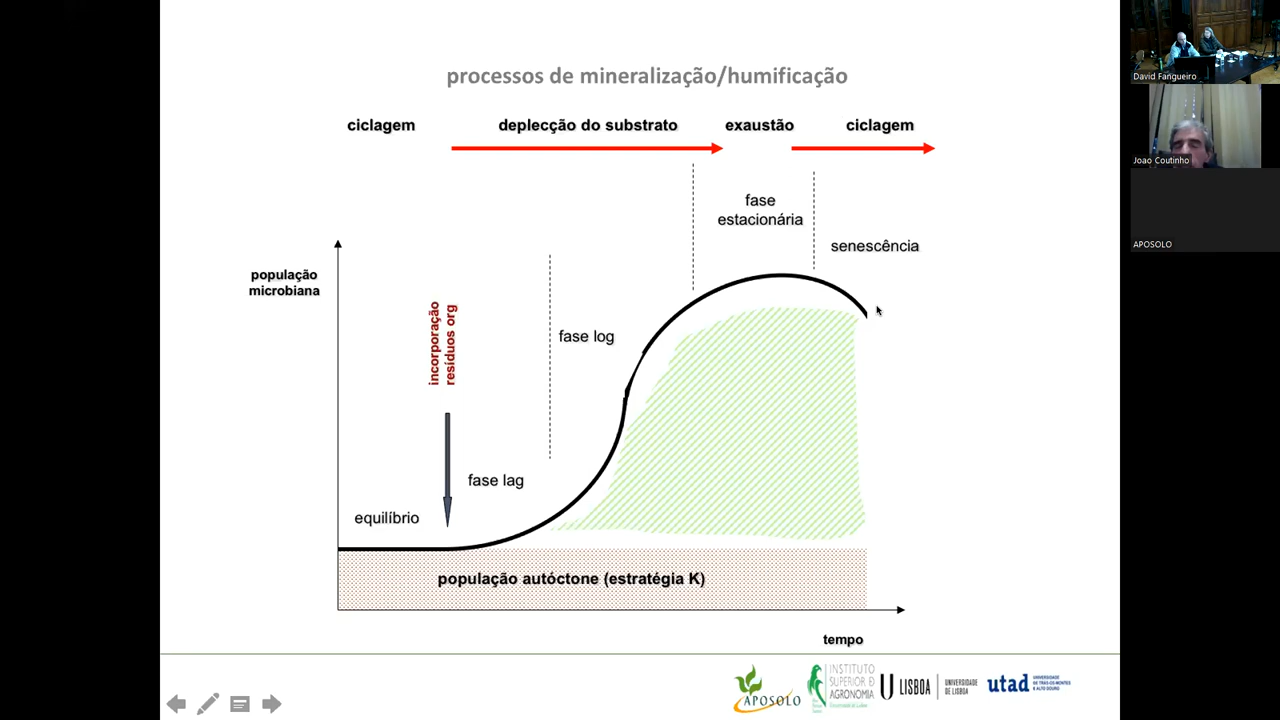 processos de mineralização/humificação
ciclagem
deplecção do substrato
exaustão
ciclagem
fase
estacionária
senescência
população
microbiana
incorporação
resíduos org
fase log
fase lag
equilíbrio
população autóctone (estratégia K)
tempo
APOSOLO
INSTITUTO
SUPERIOR D
AGRONOMIA
Universidade de Lisboa
U LISBOA
UNIVERSIDADE
DE LISBOA
utad
UNIVERSIDADE
DE TRÁS-OS-MONTES
E ALTO DOURO
David Fangueiro
Joao Coutinho
APOSOLO